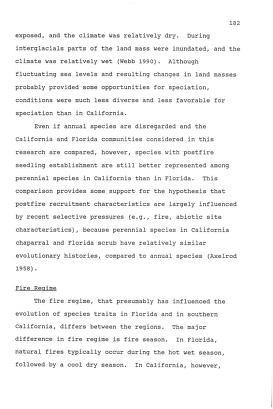 182
exposed, and the climate was relatively dry. During
interglacials parts of the land mass were inundated, and the
climate was relatively wet (Webb 1990). Although
fluctuating sea levels and resulting changes in land masses
probably provided some opportunities for speciation,
conditions were much less diverse and less favorable for
speciation than in California.
Even if annual species are disregarded and the
California and Florida communities considered in this
research are compared, however, species with postfire
seedling establishment are still better represented among
perennial species in California than in Florida. This
comparison provides some support for the hypothesis that
postfire recruitment characteristics are largely influenced
by recent selective pressures (e.g., fire, abiotic site
characteristics), because perennial species in California
chaparral and Florida scrub have relatively similar
evolutionary histories, compared to annual species (Axelrod
1958).
Fire Regime
The fire regime, that presumably has influenced the
evolution of species traits in Florida and in southern
California, differs between the regions. The major
difference in fire regime is fire season. In Florida,
natural fires typically occur during the hot wet season,
followed by a cool dry season. In California, however,